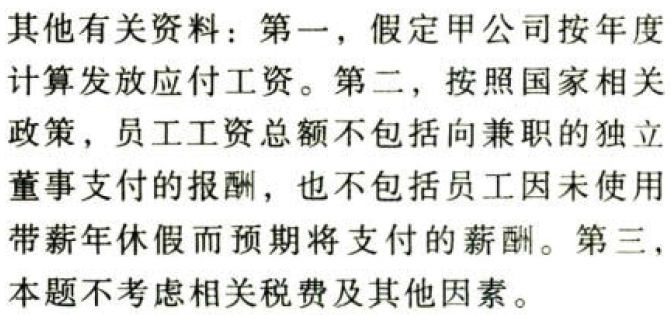 其他有关资料：第一，假定甲公司按年度
计算发放应付工资。第二，按照国家相关
政策，员工工资总额不包括向兼职的独立
董事支付的报酬，也不包括员工因未使用
带薪年休假而预期将支付的薪酬。第三，
本题不考虑相关税费及其他因素。